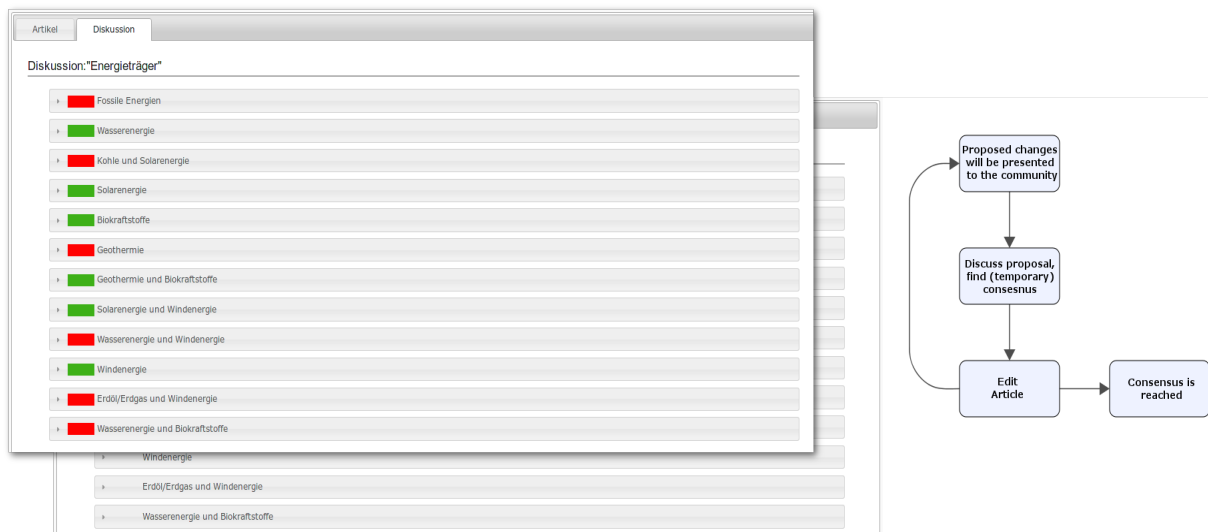 Artikel
Diskussion
Diskussion:"Energieträger"
Fossile Energien
Wasserenergie
Kohle und Solarenergie
Solarenergie
Biokraftstoffe
Geothermie
Geothermie und Biokraftstoffe
Solarenergie und Windenergie
Wasserenergie und Windenergie
Windenergie
Erdöl/Erdgas und Windenergie
Wasserenergie und Biokraftstoffe
Windenergie
Erdöl/Erdgas und Windenergie
Wasserenergie und Biokraftstoffe
Proposed changes
will be presented
to the community
Discuss proposal,
find (temporary)
consesnus
Edit
Article
Consensus is
reached